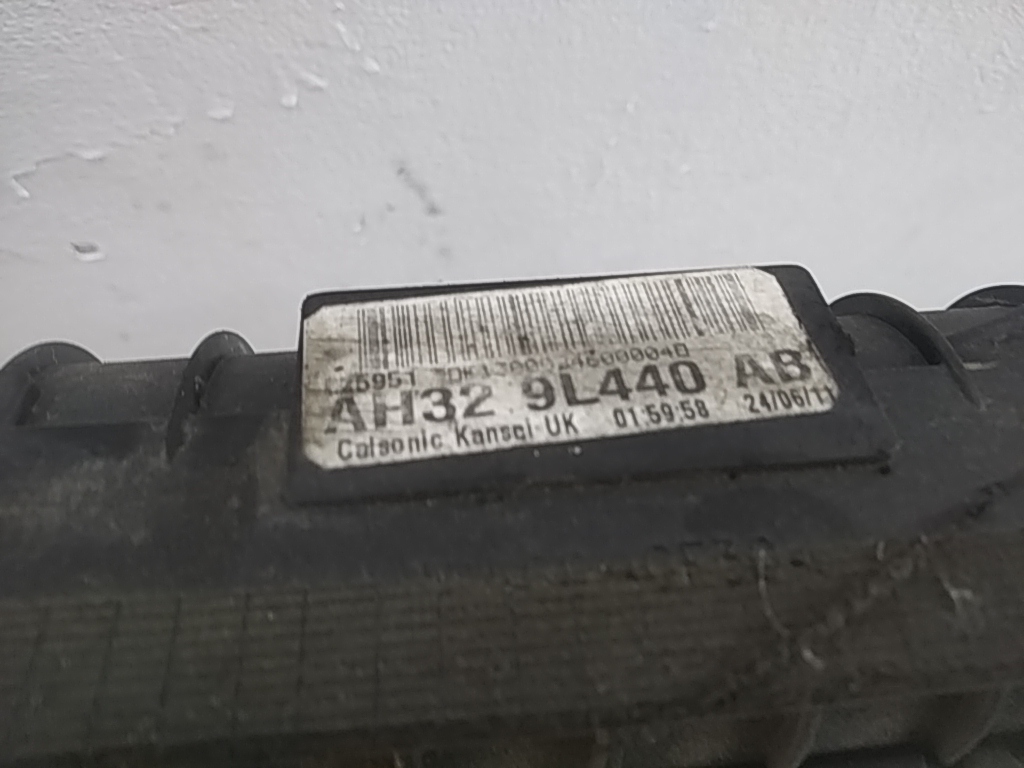 AH32 9L440 AB
Calsonic Kansei UK 01:59:58 24/06/11